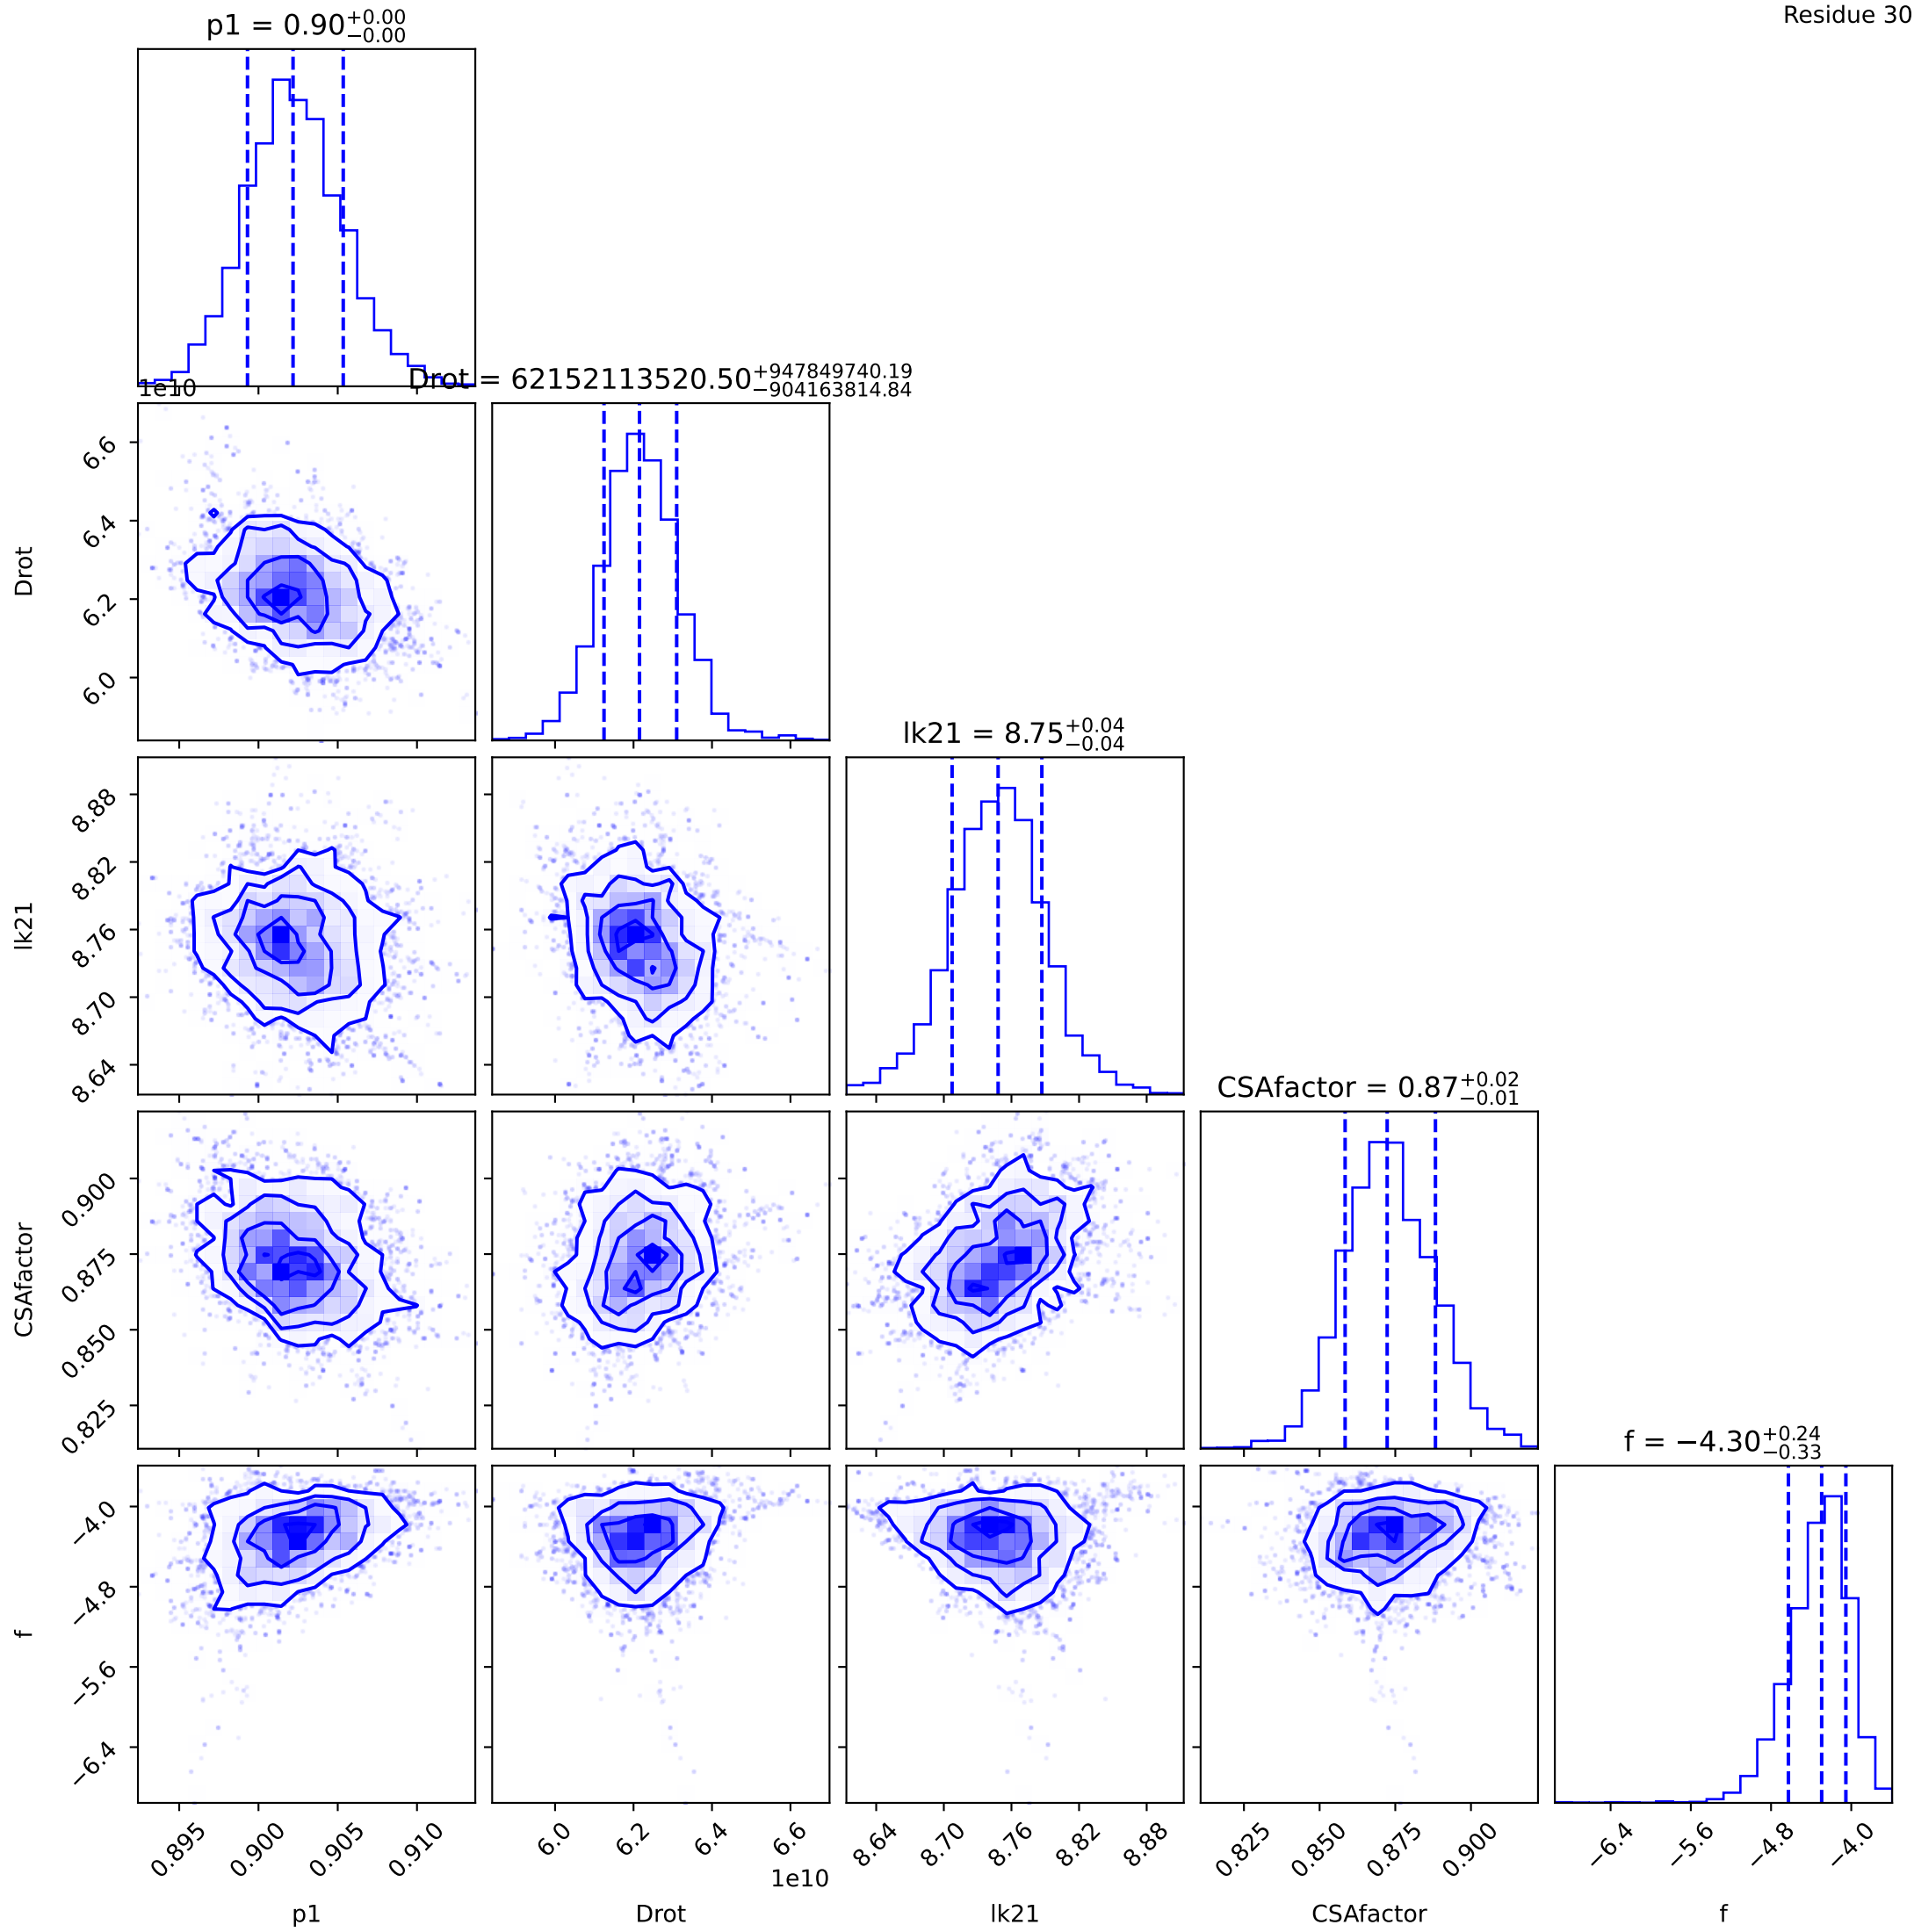 Residue 30
p1 = 0.90+0.00−0.00
1e10
Drot = 62152113520.50+947849740.19−904163814.84
6.6
6.4
6.2
6.0
Drot
lk21 = 8.75+0.04−0.04
8.88
8.82
8.76
8.70
8.64
lk21
CSAfactor = 0.87+0.02−0.01
0.900
0.875
0.850
0.825
CSAfactor
f = −4.30+0.24−0.33
−4.0
−4.8
−5.6
−6.4
f
0.895 0.900 0.905 0.910
6.0 6.2 6.4 6.6
1e10
8.64 8.70 8.76 8.82 8.88
0.825 0.850 0.875 0.900
−6.4 −5.6 −4.8 −4.0
p1 Drot lk21 CSAfactor f